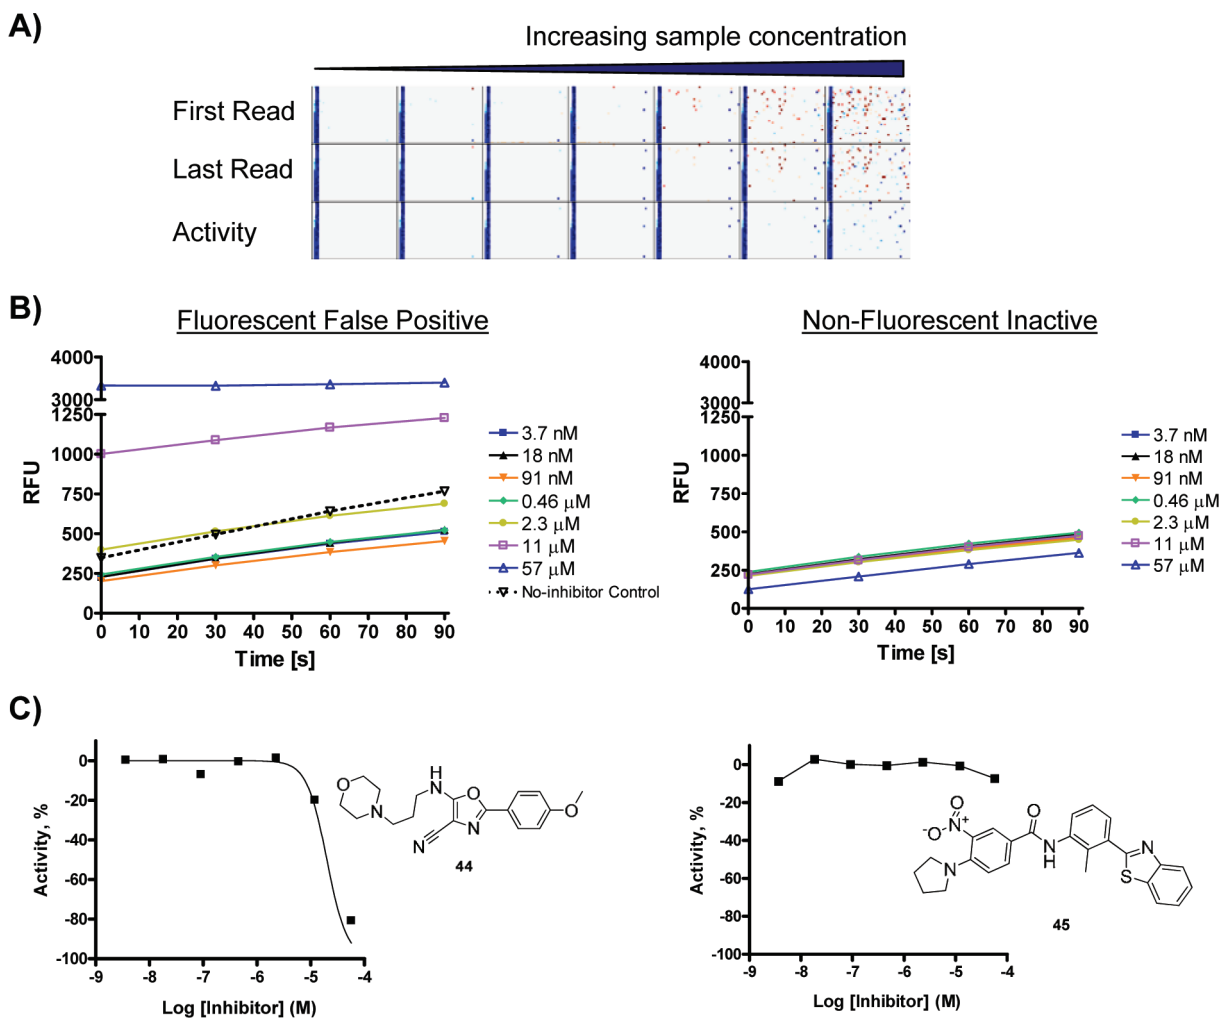 A)
Increasing sample concentration
First Read
Last Read
Activity
B)
Fluorescent False Positive
Non-Fluorescent Inactive
4000
3000
1250
1000
750
500
250
0
RFU
0 10 20 30 40 50 60 70 80 90
Time [s]
3.7 nM
18 nM
91 nM
0.46 μM
2.3 μM
11 μM
57 μM
No-inhibitor Control
4000
3000
1250
1000
750
500
250
0
RFU
0 10 20 30 40 50 60 70 80 90
Time [s]
3.7 nM
18 nM
91 nM
0.46 μM
2.3 μM
11 μM
57 μM
C)
0
-20
-40
-60
-80
-100
Activity, %
-9 -8 -7 -6 -5 -4
Log [Inhibitor] (M)
O
N
H
N
O
N
N
O
44
0
-20
-40
-60
-80
-100
Activity, %
-9 -8 -7 -6 -5 -4
Log [Inhibitor] (M)
O
N+
-O
N
O
N
H
N
S
45